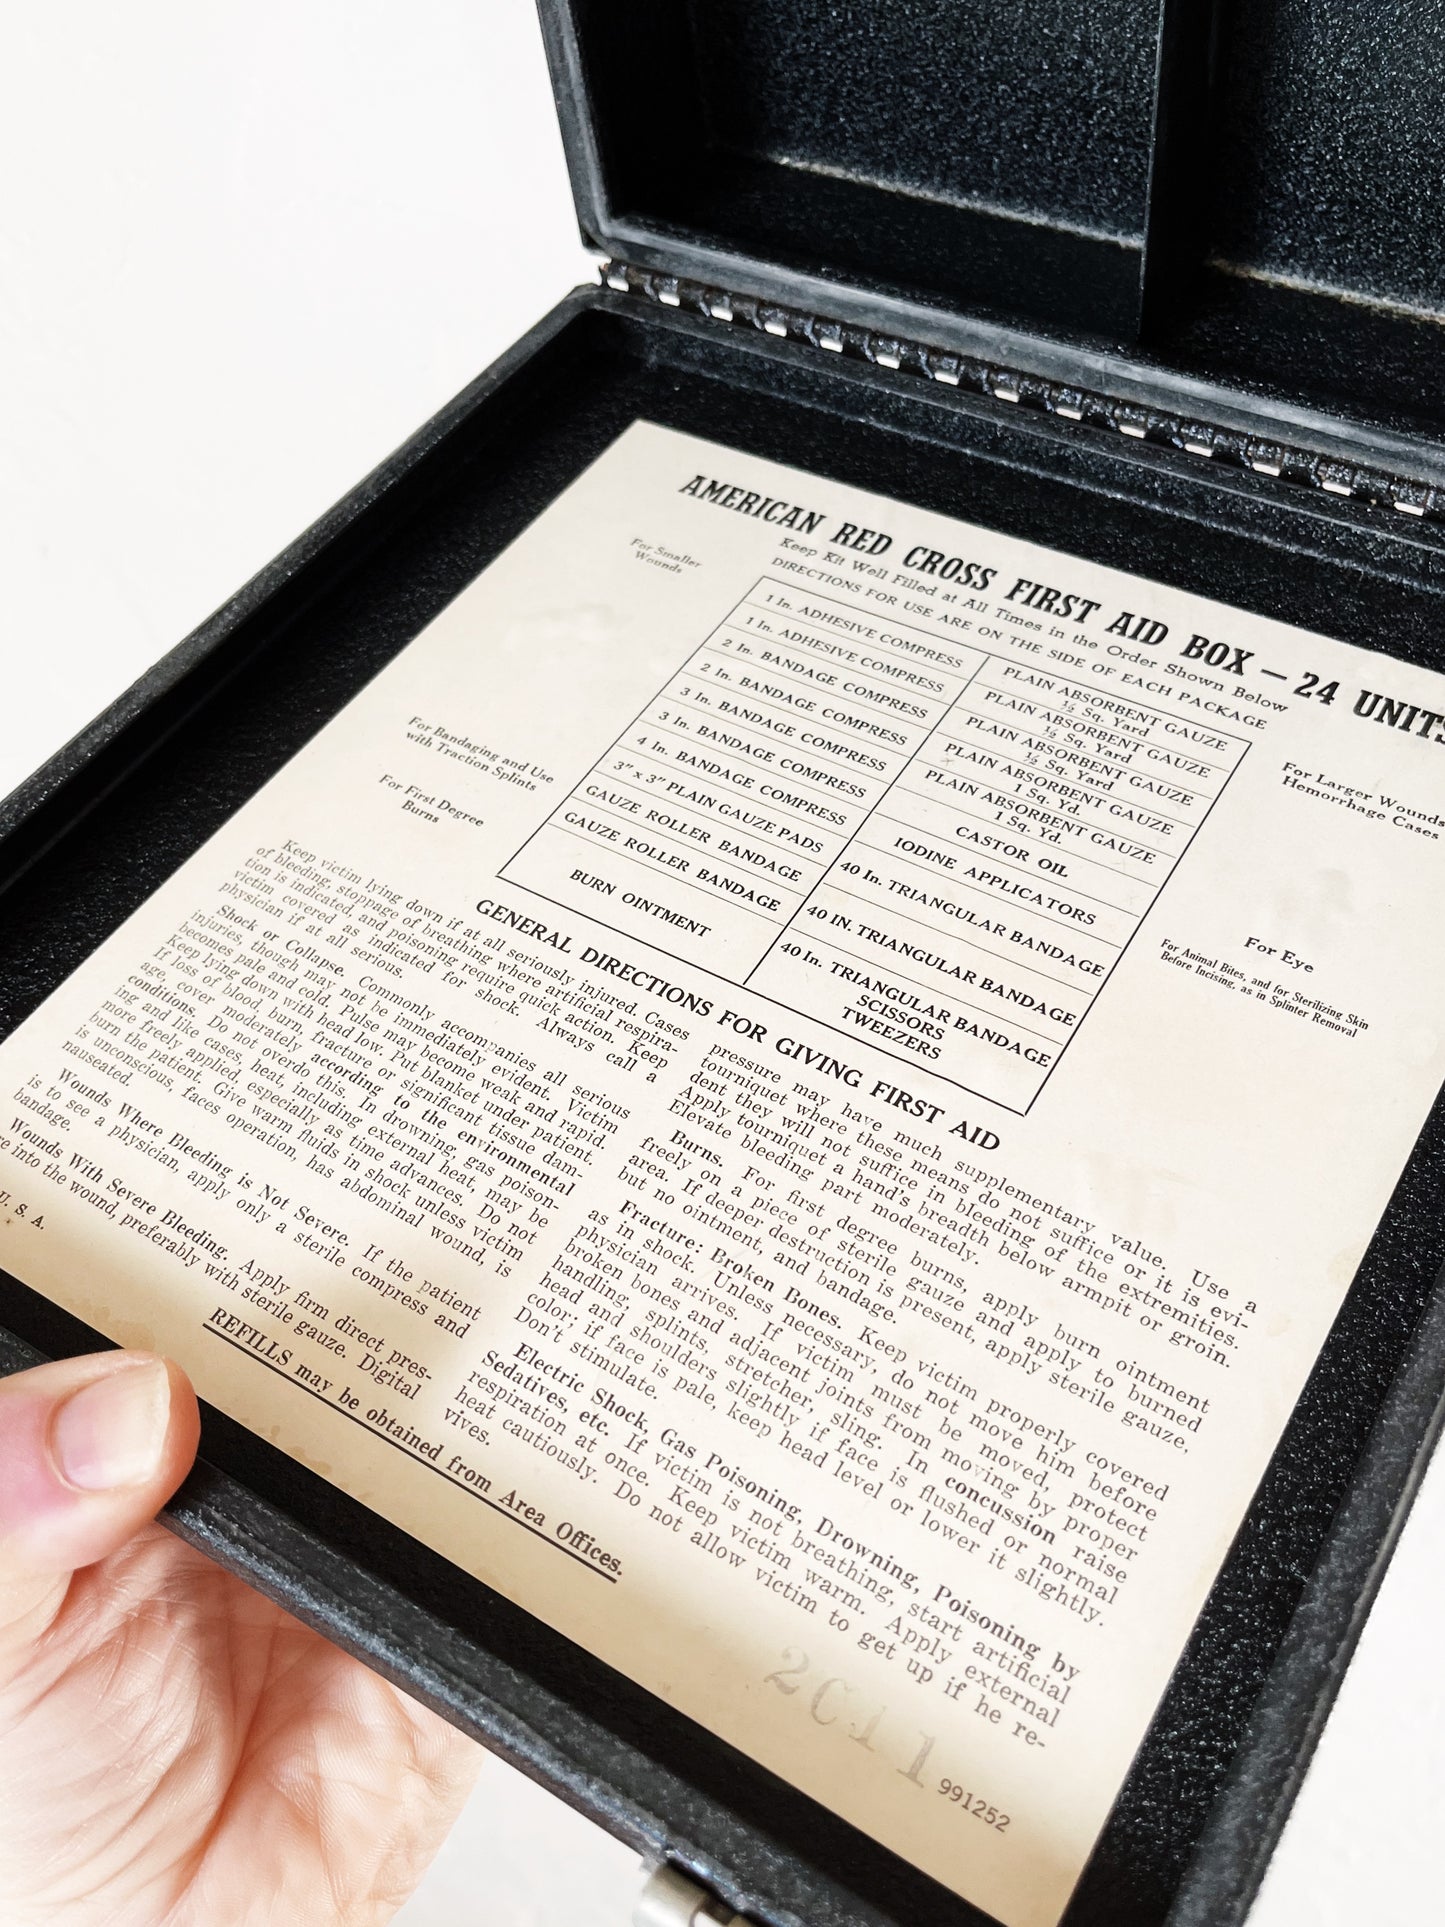 AMERICAN RED CROSS FIRST AID BOX — 24 UNITS
Keep Kit Well Filled at All Times in the Order Shown Below
DIRECTIONS FOR USE ARE ON THE SIDE OF EACH PACKAGE
For Smaller
Wounds
For Bandaging and Use
with Traction Splints
For First Degree
Burns
1 In. ADHESIVE COMPRESS
1 In. ADHESIVE COMPRESS
2 In. BANDAGE COMPRESS
2 In. BANDAGE COMPRESS
3 In. BANDAGE COMPRESS
3 In. BANDAGE COMPRESS
4 In. BANDAGE COMPRESS
3" x 3" PLAIN GAUZE PADS
GAUZE ROLLER BANDAGE
GAUZE ROLLER BANDAGE
BURN OINTMENT
PLAIN ABSORBENT GAUZE
½ Sq. Yard
PLAIN ABSORBENT GAUZE
½ Sq. Yard
PLAIN ABSORBENT GAUZE
½ Sq. Yard
PLAIN ABSORBENT GAUZE
1 Sq. Yd.
PLAIN ABSORBENT GAUZE
1 Sq. Yd.
CASTOR OIL
IODINE APPLICATORS
40 In. TRIANGULAR BANDAGE
40 IN. TRIANGULAR BANDAGE
40 In. TRIANGULAR BANDAGE
SCISSORS
TWEEZERS
For Larger Wounds
Hemorrhage Cases
For Eye
For Animal Bites, and for Sterilizing Skin
Before Incising, as in Splinter Removal
GENERAL DIRECTIONS FOR GIVING FIRST AID
Keep victim lying down if at all seriously injured. Cases
of bleeding, stoppage of breathing where artificial respira-
tion is indicated, and poisoning require quick action. Keep
victim covered as indicated for shock. Always call a
physician if at all serious.
Shock or Collapse. Commonly accompanies all serious
injuries, though may not be immediately evident. Victim
becomes pale and cold. Pulse may become weak and rapid.
Keep lying down with head low. Put blanket under patient.
If loss of blood, burn, fracture or significant tissue dam-
age, cover moderately according to the environmental
conditions. Do not overdo this. In drowning, gas poison-
ing and like cases, heat, including external heat, may be
more freely applied, especially as time advances. Do not
burn the patient. Give warm fluids in shock unless victim
is unconscious, faces operation, has abdominal wound, is
nauseated.
Wounds Where Bleeding is Not Severe. If the patient
is to see a physician, apply only a sterile compress and
bandage.
Wounds With Severe Bleeding. Apply firm direct pres-
into the wound, preferably with sterile gauze. Digital
pressure may have much supplementary value. Use a
tourniquet where these means do not suffice or it is evi-
dent they will not suffice in bleeding of the extremities.
Apply tourniquet a hand's breadth below armpit or groin.
Elevate bleeding part moderately.
Burns. For first degree burns, apply burn ointment
freely on a piece of sterile gauze and apply to burned
area. If deeper destruction is present, apply sterile gauze,
but no ointment, and bandage.
Fracture: Broken Bones. Keep victim properly covered
as in shock. Unless necessary, do not move him before
physician arrives. If victim must be moved, protect
broken bones and adjacent joints from moving by proper
handling, splints, stretcher, sling. In concussion raise
head and shoulders slightly if face is flushed or normal
color; if face is pale, keep head level or lower it slightly.
Don't stimulate.
Electric Shock, Gas Poisoning, Drowning, Poisoning by
Sedatives, etc. If victim is not breathing, start artificial
respiration at once. Keep victim warm. Apply external
heat cautiously. Do not allow victim to get up if he re-
vives.
U. S. A.
REFILLS may be obtained from Area Offices.
2C11
991252